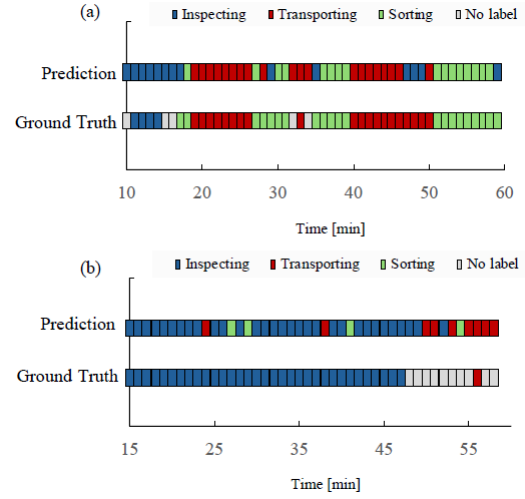 (a)
Inspecting Transporting Sorting No label
Prediction
Ground Truth
10 20 30 40 50 60
Time [min]
(b)
Inspecting Transporting Sorting No label
Prediction
Ground Truth
15 25 35 45 55
Time [min]